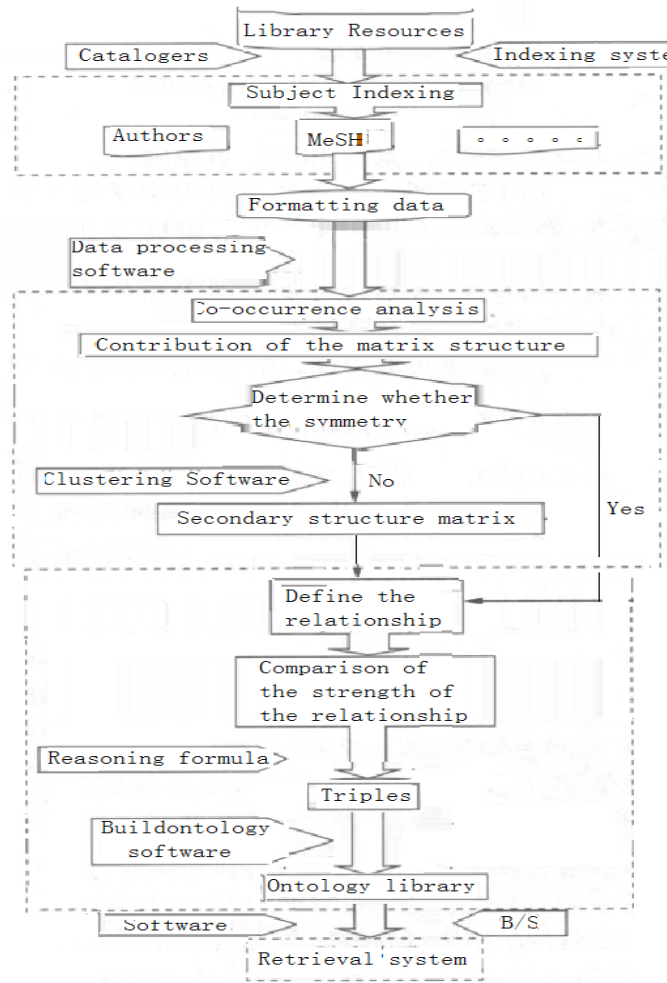 Library Resources
Catalogers
Indexing syste
Subject Indexing
Authors
MeSH
。。。。。
Formatting data
Data processing
software
Co-occurrence analysis
Contribution of the matrix structure
Determine whether
the symmetry
Clustering Software
No
Yes
Secondary structure matrix
Define the
relationship
Comparison of
the strength of
the relationship
Reasoning formula
Triples
Buildontology
software
Ontology library
Software
B/S
Retrieval system